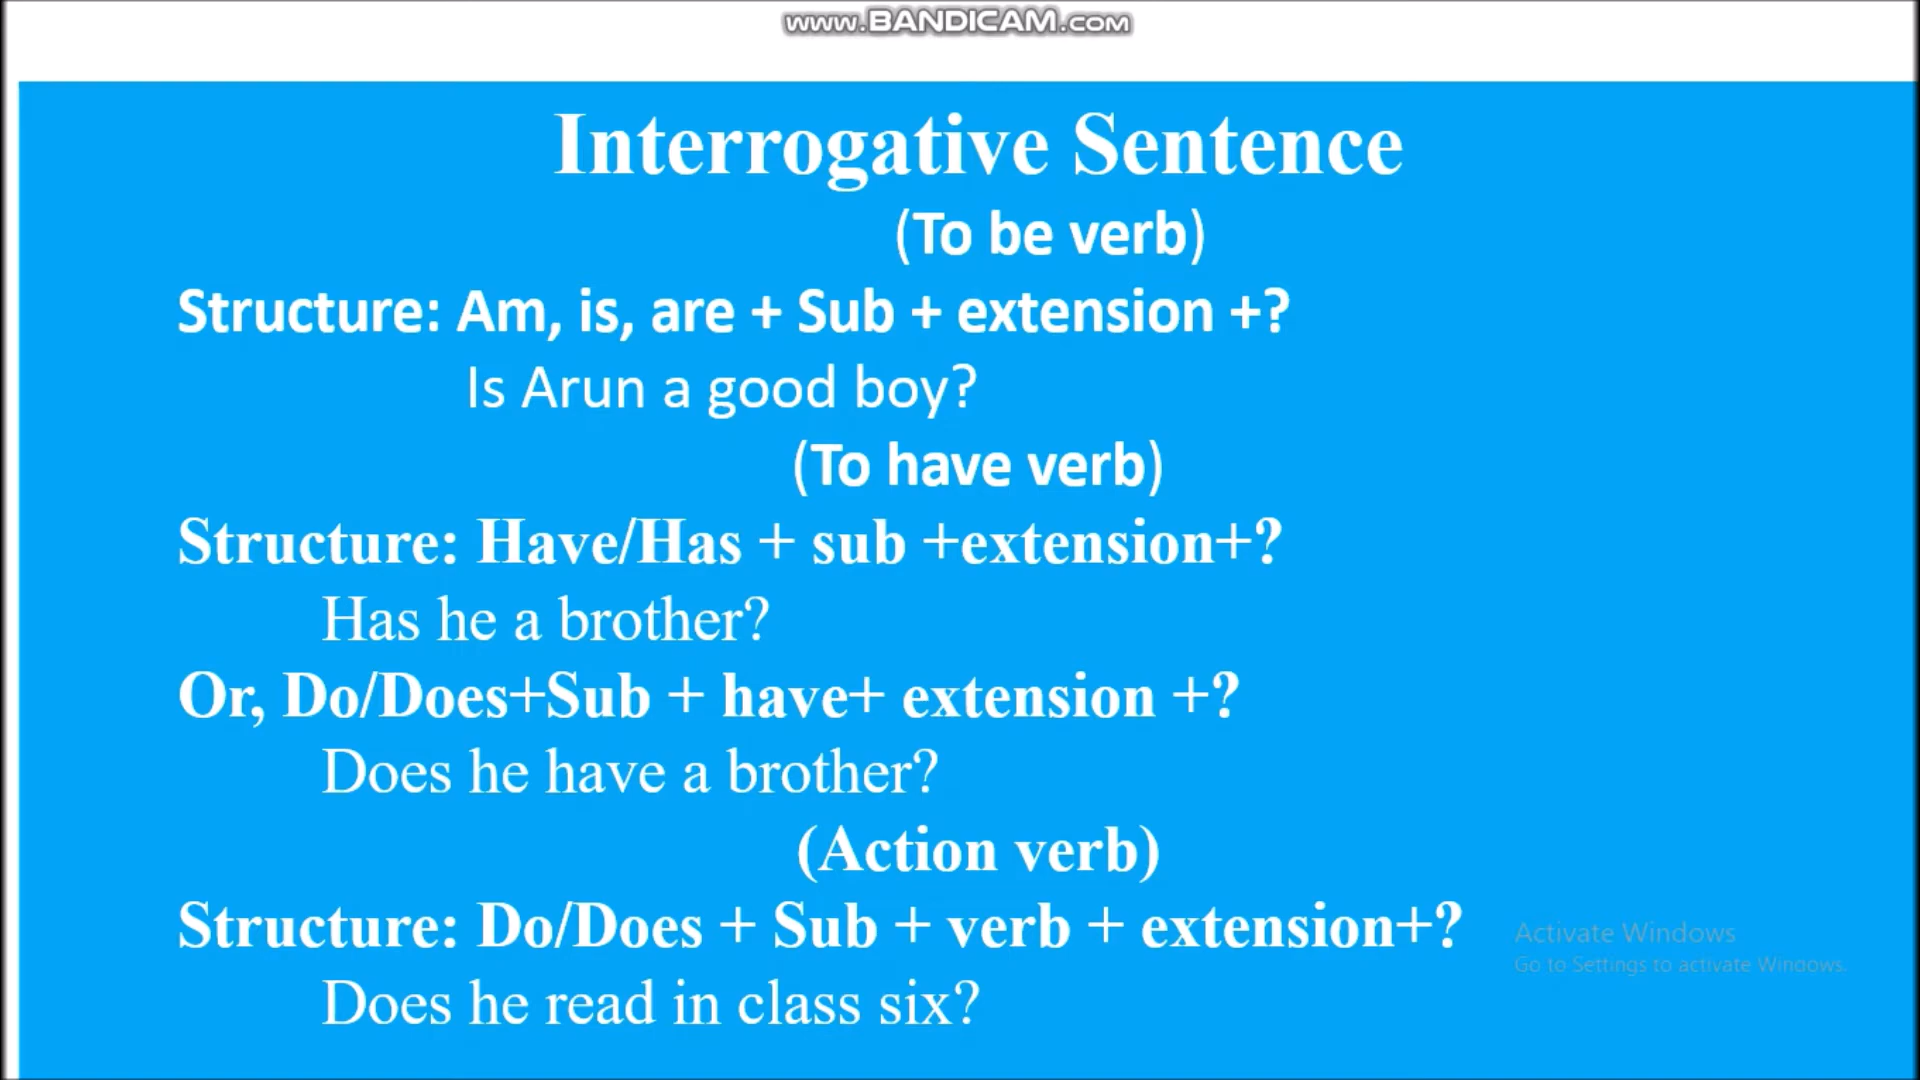 www.BANDICAM.com
Interrogative Sentence
(To be verb)
Structure: Am, is, are + Sub + extension +?
Is Arun a good boy?
(To have verb)
Structure: Have/Has + sub +extension+?
Has he a brother?
Or, Do/Does+Sub + have+ extension +?
Does he have a brother?
(Action verb)
Structure: Do/Does + Sub + verb + extension+?
Activate Windows
Go to Settings to activate Windows.
Does he read in class six?